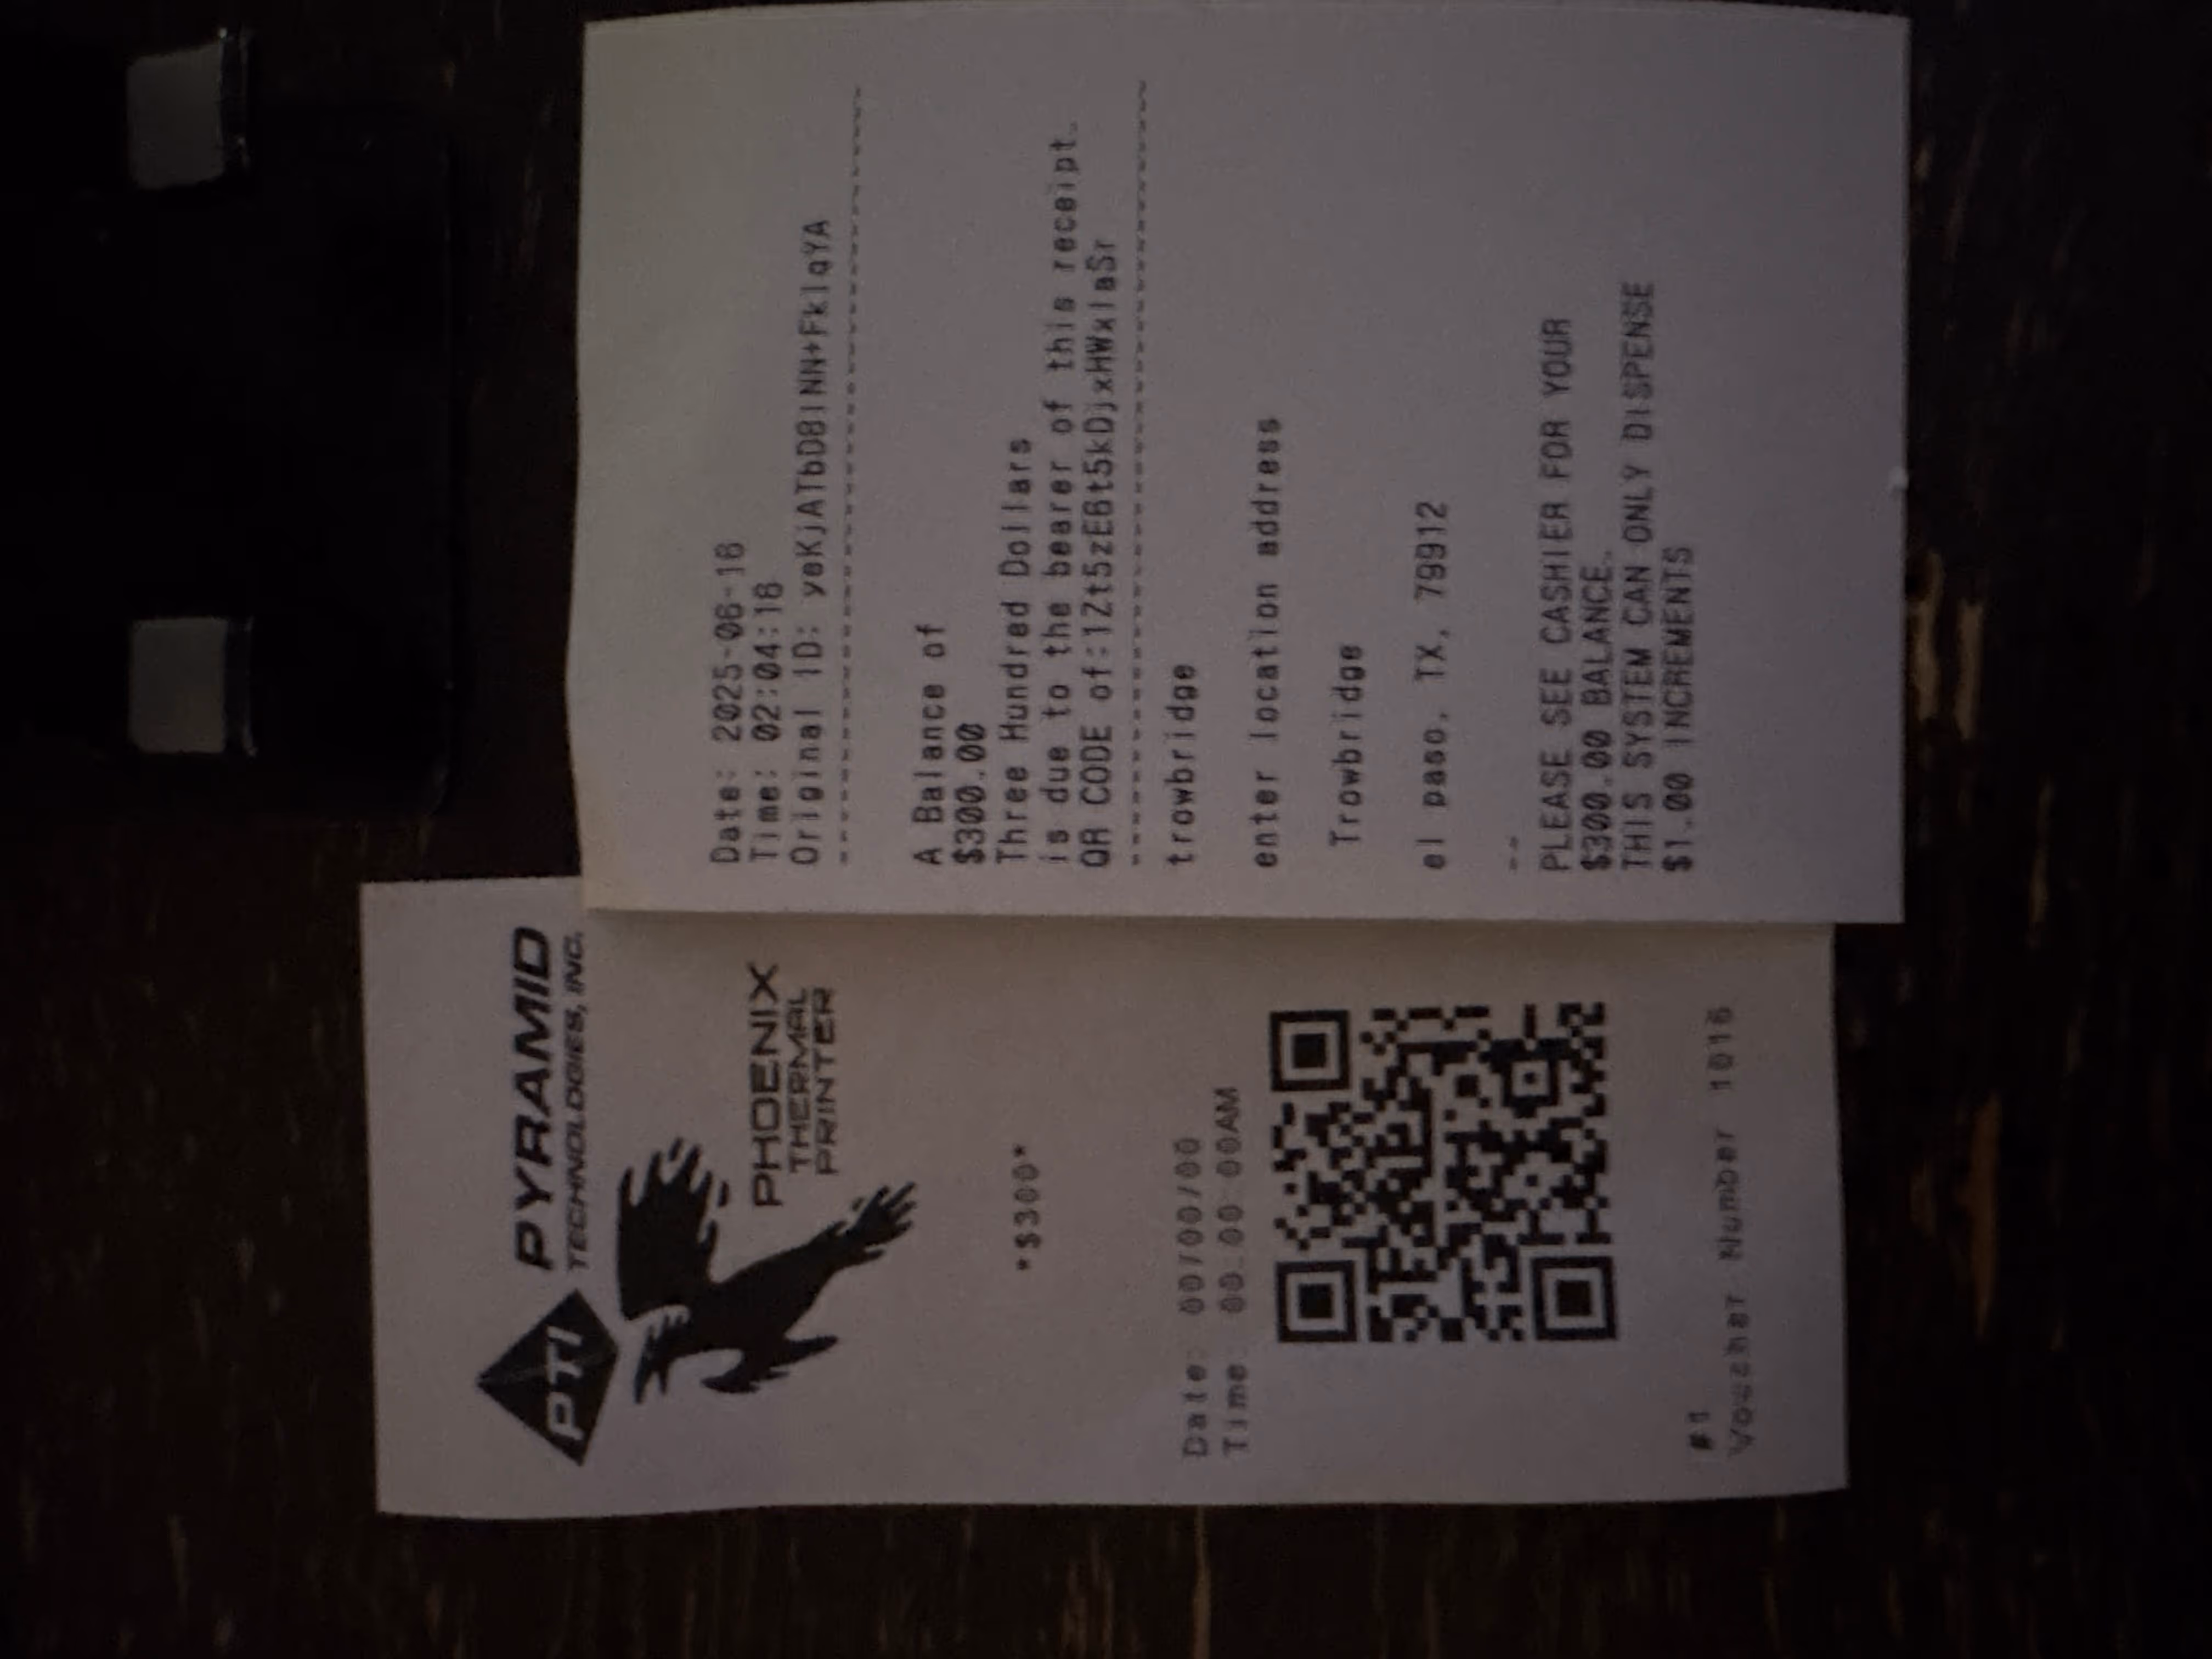 Date: 2025-06-16
Time: 02:04:16
Original ID: yeKjATbD8INN+FklqYA
A Balance of
$300.00
Three Hundred Dollars
is due to the bearer of this receipt.
QR CODE of:1Zt5zEBt5kDjxHWxlaSr
trowbridge
enter location address
Trowbridge
el paso, TX, 79912
--
PLEASE SEE CASHIER FOR YOUR
$300.00 BALANCE.
THIS SYSTEM CAN ONLY DISPENSE
$1.00 INCREMENTS
PTI PYRAMID
TECHNOLOGIES, INC.
PHOENIX
THERMAL
PRINTER
*$300*
Date: 00/00/00
Time: 00:00:00AM
#1
Voucher Number 1016